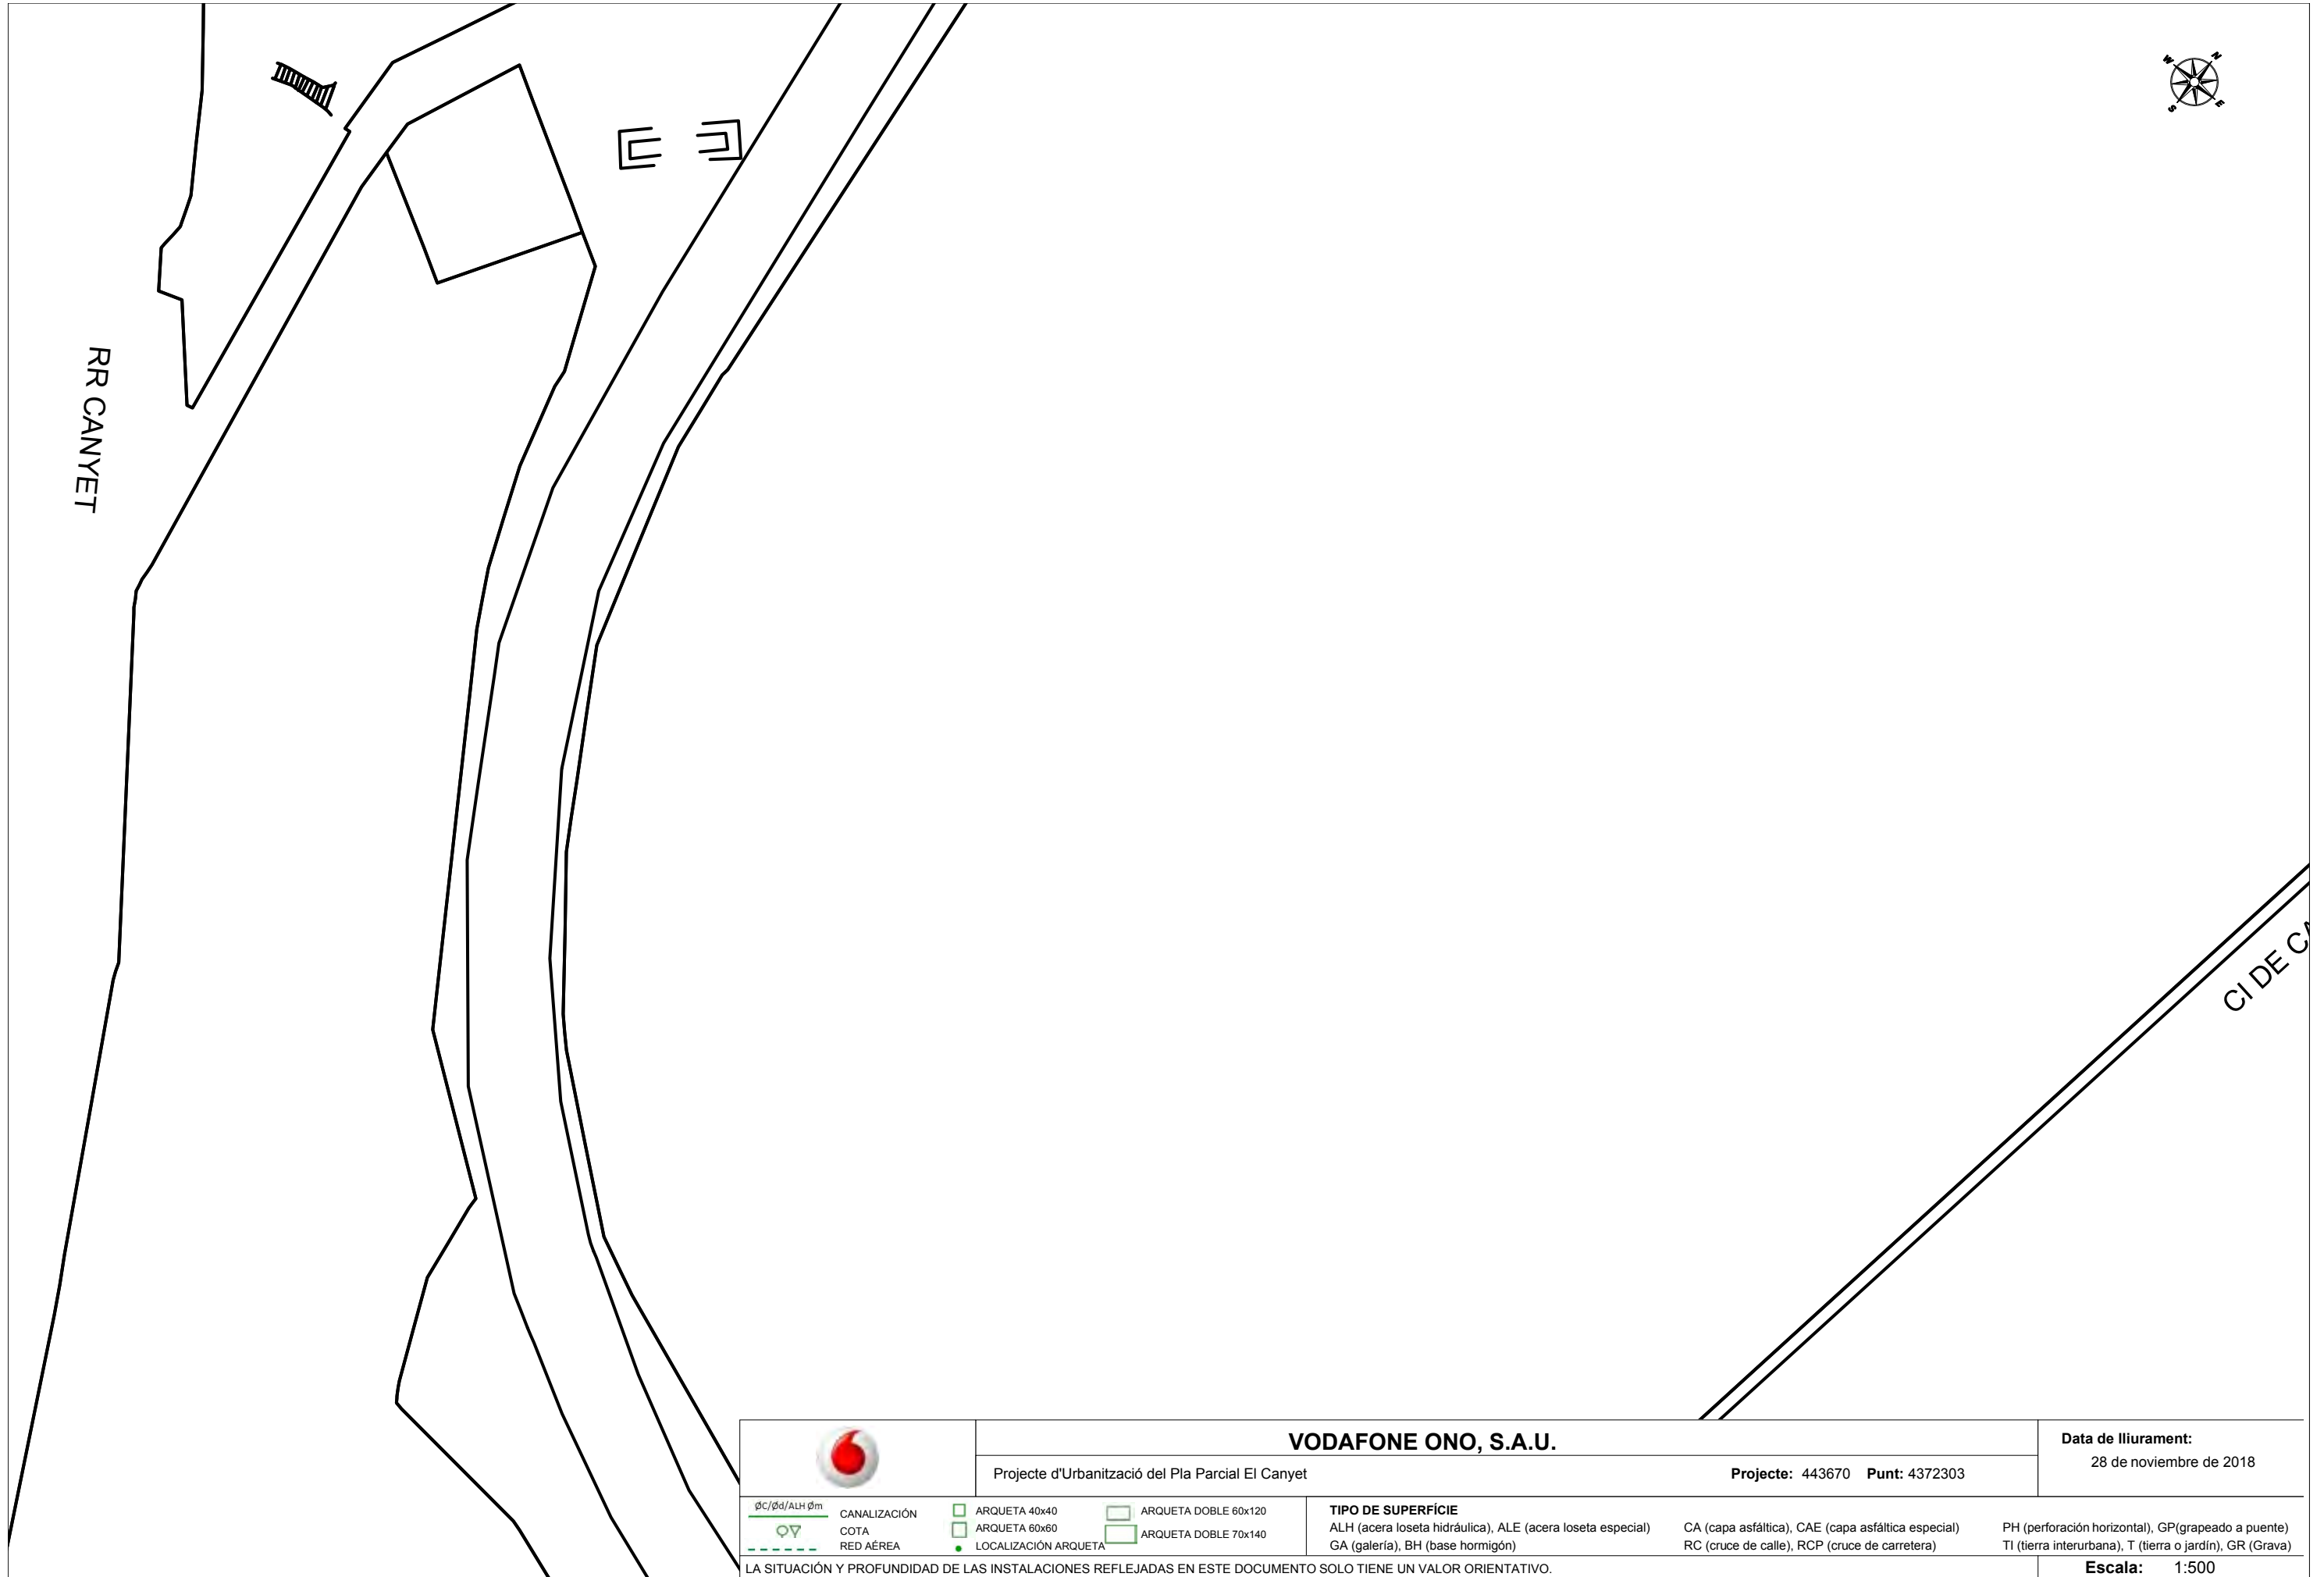 W N
S E
RR CANYET
CI DE CA
VODAFONE ONO, S.A.U.
Projecte d'Urbanització del Pla Parcial El Canyet
Projecte: 443670 Punt: 4372303
Data de lliurament:
28 de noviembre de 2018
ØC/Ød/ALH Øm CANALIZACIÓN
COTA
RED AÉREA
ARQUETA 40x40
ARQUETA 60x60
LOCALIZACIÓN ARQUETA
ARQUETA DOBLE 60x120
ARQUETA DOBLE 70x140
TIPO DE SUPERFÍCIE
ALH (acera loseta hidráulica), ALE (acera loseta especial)
GA (galería), BH (base hormigón)
CA (capa asfáltica), CAE (capa asfáltica especial)
RC (cruce de calle), RCP (cruce de carretera)
PH (perforación horizontal), GP(grapeado a puente)
TI (tierra interurbana), T (tierra o jardín), GR (Grava)
LA SITUACIÓN Y PROFUNDIDAD DE LAS INSTALACIONES REFLEJADAS EN ESTE DOCUMENTO SOLO TIENE UN VALOR ORIENTATIVO.
Escala: 1:500